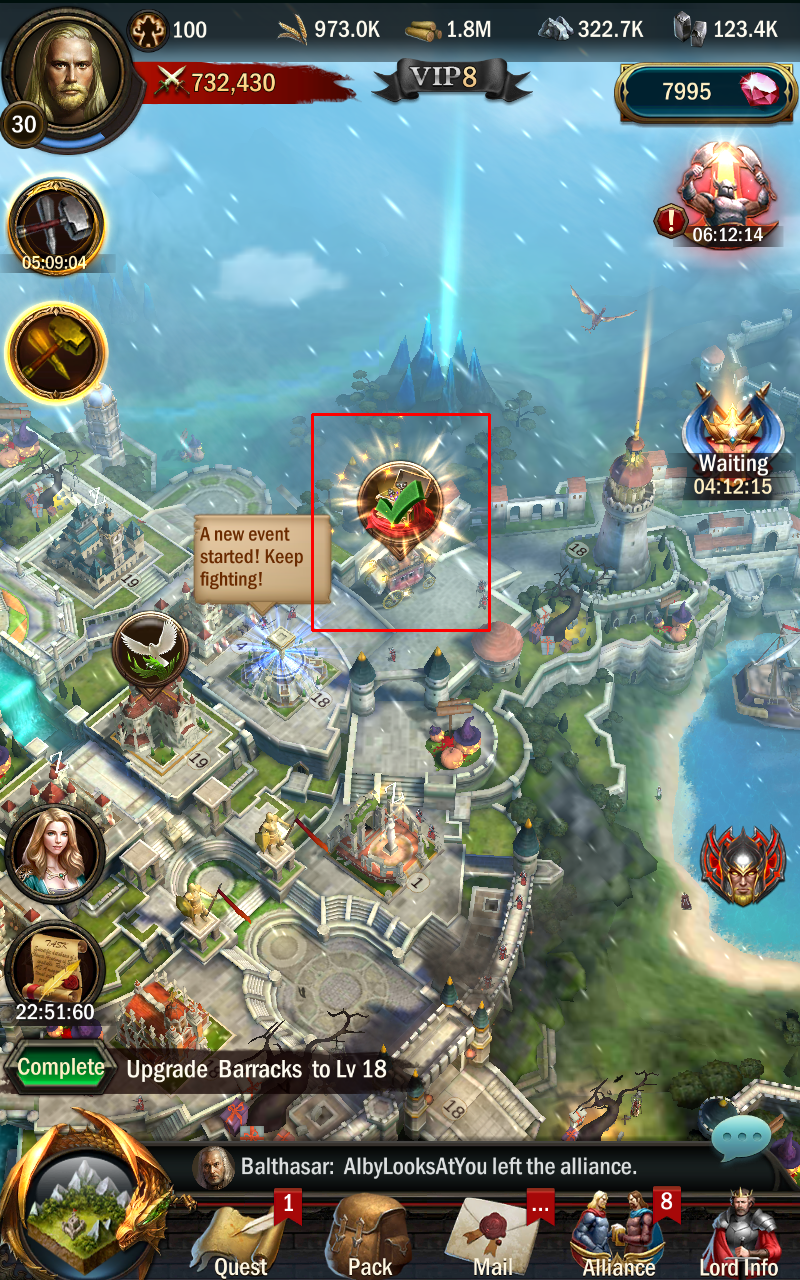 100
973.0K
1.8M
322.7K
123.4K
732,430
VIP8
7995
30
06:12:14
05:09:04
Waiting
04:12:15
A new event
started! Keep
fighting!
18
19
4
18
19
1
TASK
22:51:60
Complete
Upgrade Barracks to Lv 18
18
Balthasar: AlbyLooksAtYou left the alliance.
1
...
8
Quest
Pack
Mail
Alliance
Lord Info